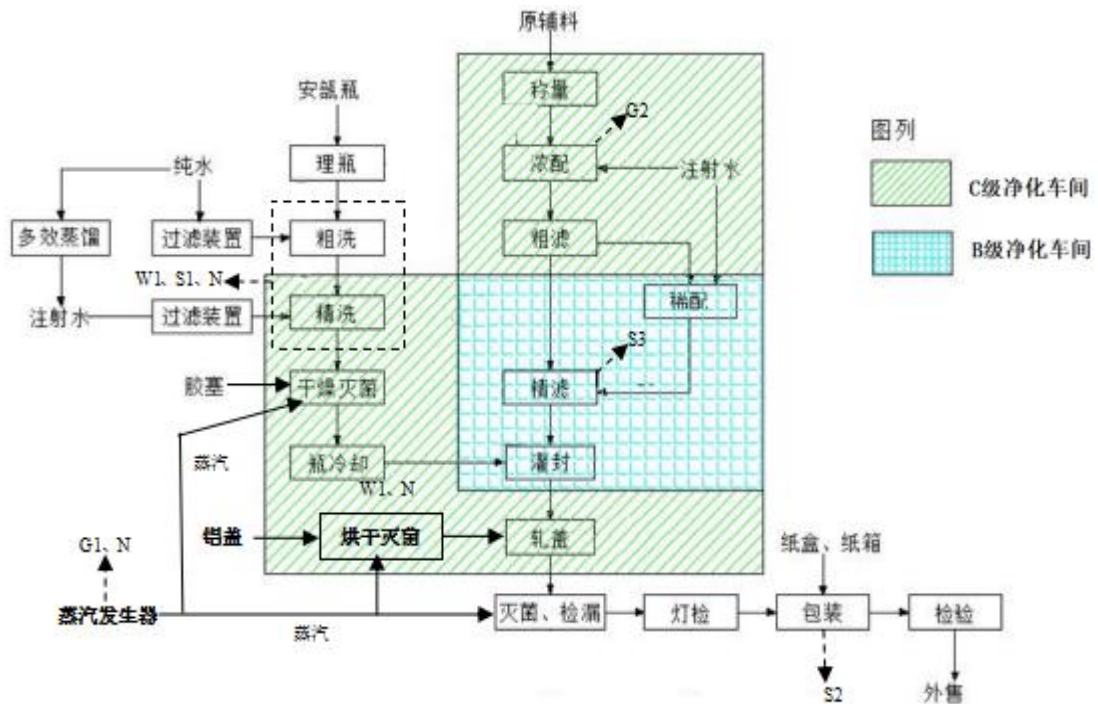 原辅料
安瓿瓶
称量
G2
图列
纯水
理瓶
浓配
注射水
C级净化车间
多效蒸馏
过滤装置
粗洗
粗滤
B级净化车间
W1、S1、N
稀配
注射水
过滤装置
精洗
S3
胶塞
干燥灭菌
精滤
蒸汽
瓶冷却
灌封
W1、N
铝盖
烘干灭菌
轧盖
G1、N
纸盒、纸箱
蒸汽发生器
蒸汽
灭菌、检漏
灯检
包装
检验
S2
外售